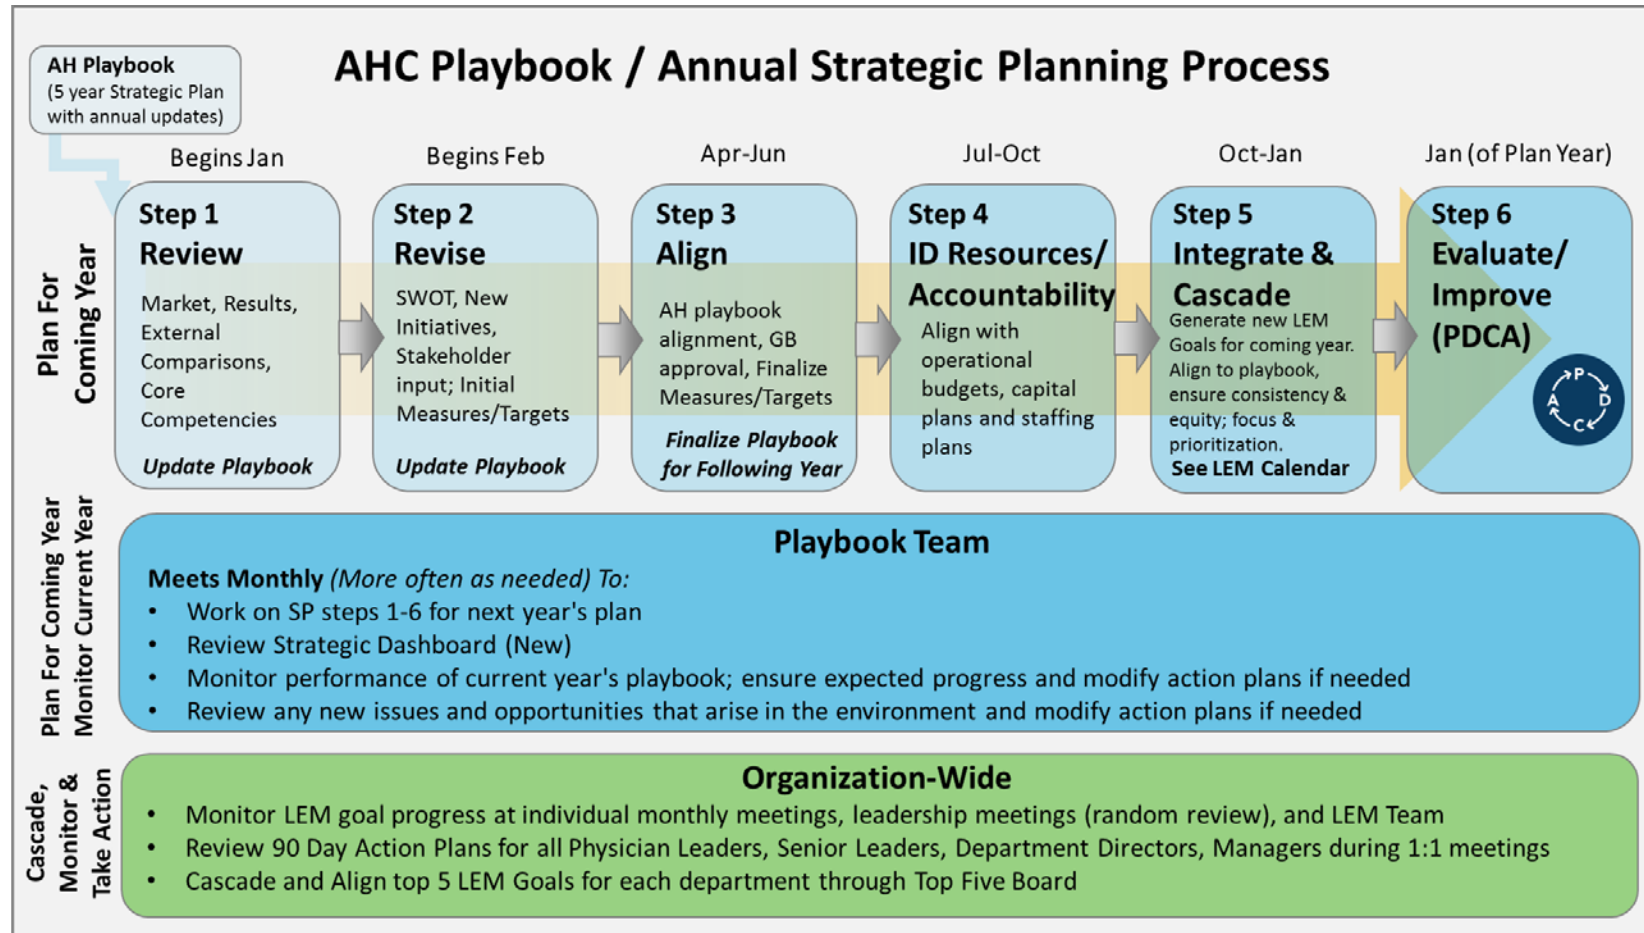 AHC Playbook / Annual Strategic Planning Process
AH Playbook
(5 year Strategic Plan
with annual updates)
Plan For
Coming Year
Begins Jan
Step 1
Review
Market, Results,
External
Comparisons,
Core
Competencies
Update Playbook
Begins Feb
Step 2
Revise
SWOT, New
Initiatives,
Stakeholder
input; Initial
Measures/Targets
Update Playbook
Apr-Jun
Step 3
Align
AH playbook
alignment, GB
approval, Finalize
Measures/Targets
Finalize Playbook
for Following Year
Jul-Oct
Step 4
ID Resources/
Accountability
Align with
operational
budgets, capital
plans and staffing
plans
Oct-Jan
Step 5
Integrate &
Cascade
Generate new LEM
Goals for coming year.
Align to playbook,
ensure consistency &
equity; focus &
prioritization.
See LEM Calendar
Jan (of Plan Year)
Step 6
Evaluate/
Improve
(PDCA)
P
D
C
A
Plan For Coming Year
Monitor Current Year
Playbook Team
Meets Monthly (More often as needed) To:
• Work on SP steps 1-6 for next year's plan
• Review Strategic Dashboard (New)
• Monitor performance of current year's playbook; ensure expected progress and modify action plans if needed
• Review any new issues and opportunities that arise in the environment and modify action plans if needed
Cascade,
Monitor &
Take Action
Organization-Wide
• Monitor LEM goal progress at individual monthly meetings, leadership meetings (random review), and LEM Team
• Review 90 Day Action Plans for all Physician Leaders, Senior Leaders, Department Directors, Managers during 1:1 meetings
• Cascade and Align top 5 LEM Goals for each department through Top Five Board